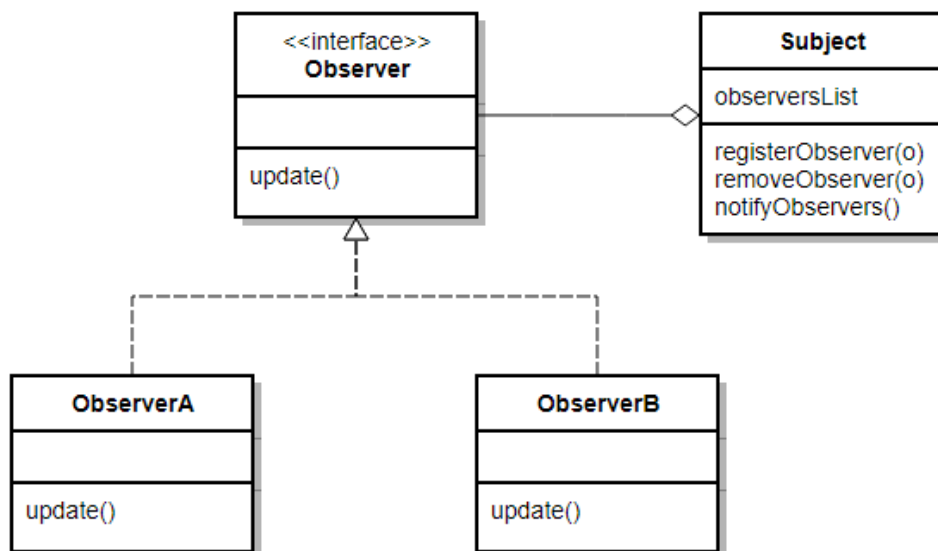 <<interface>>
Observer
update()
Subject
observersList
registerObserver(o)
removeObserver(o)
notifyObservers()
ObserverA
update()
ObserverB
update()